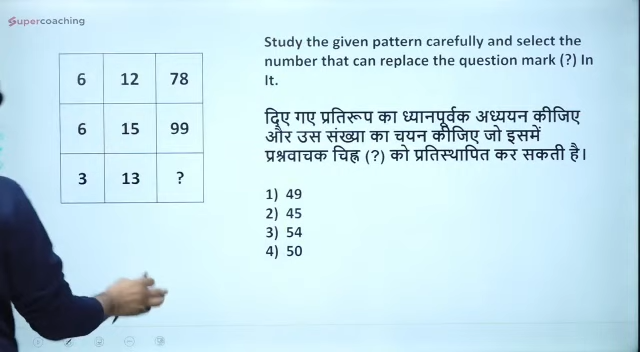 Supercoaching
Study the given pattern carefully and select the
number that can replace the question mark (?) In
It.
6 12 78
6 15 99
3 13 ?
दिए गए प्रतिरूप का ध्यानपूर्वक अध्ययन कीजिए
और उस संख्या का चयन कीजिए जो इसमें
प्रश्नवाचक चिह्न (?) को प्रतिस्थापित कर सकती है।
1) 49
2) 45
3) 54
4) 50